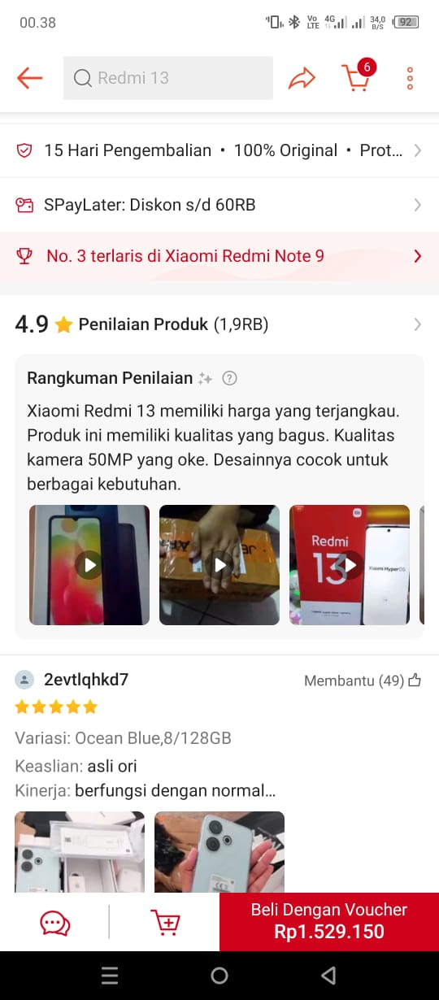 00.38
Vo LTE 4G 34,0 B/S 92
Redmi 13
6
15 Hari Pengembalian • 100% Original • Prot...
SPayLater: Diskon s/d 60RB
No. 3 terlaris di Xiaomi Redmi Note 9
4.9 Penilaian Produk (1,9RB)
Rangkuman Penilaian ?
Xiaomi Redmi 13 memiliki harga yang terjangkau.
Produk ini memiliki kualitas yang bagus. Kualitas
kamera 50MP yang oke. Desainnya cocok untuk
berbagai kebutuhan.
Redmi
13
Xiaomi HyperOS
2evtlqhkd7
Membantu (49)
Variasi: Ocean Blue,8/128GB
Keaslian: asli ori
Kinerja: berfungsi dengan normal...
Beli Dengan Voucher
Rp1.529.150